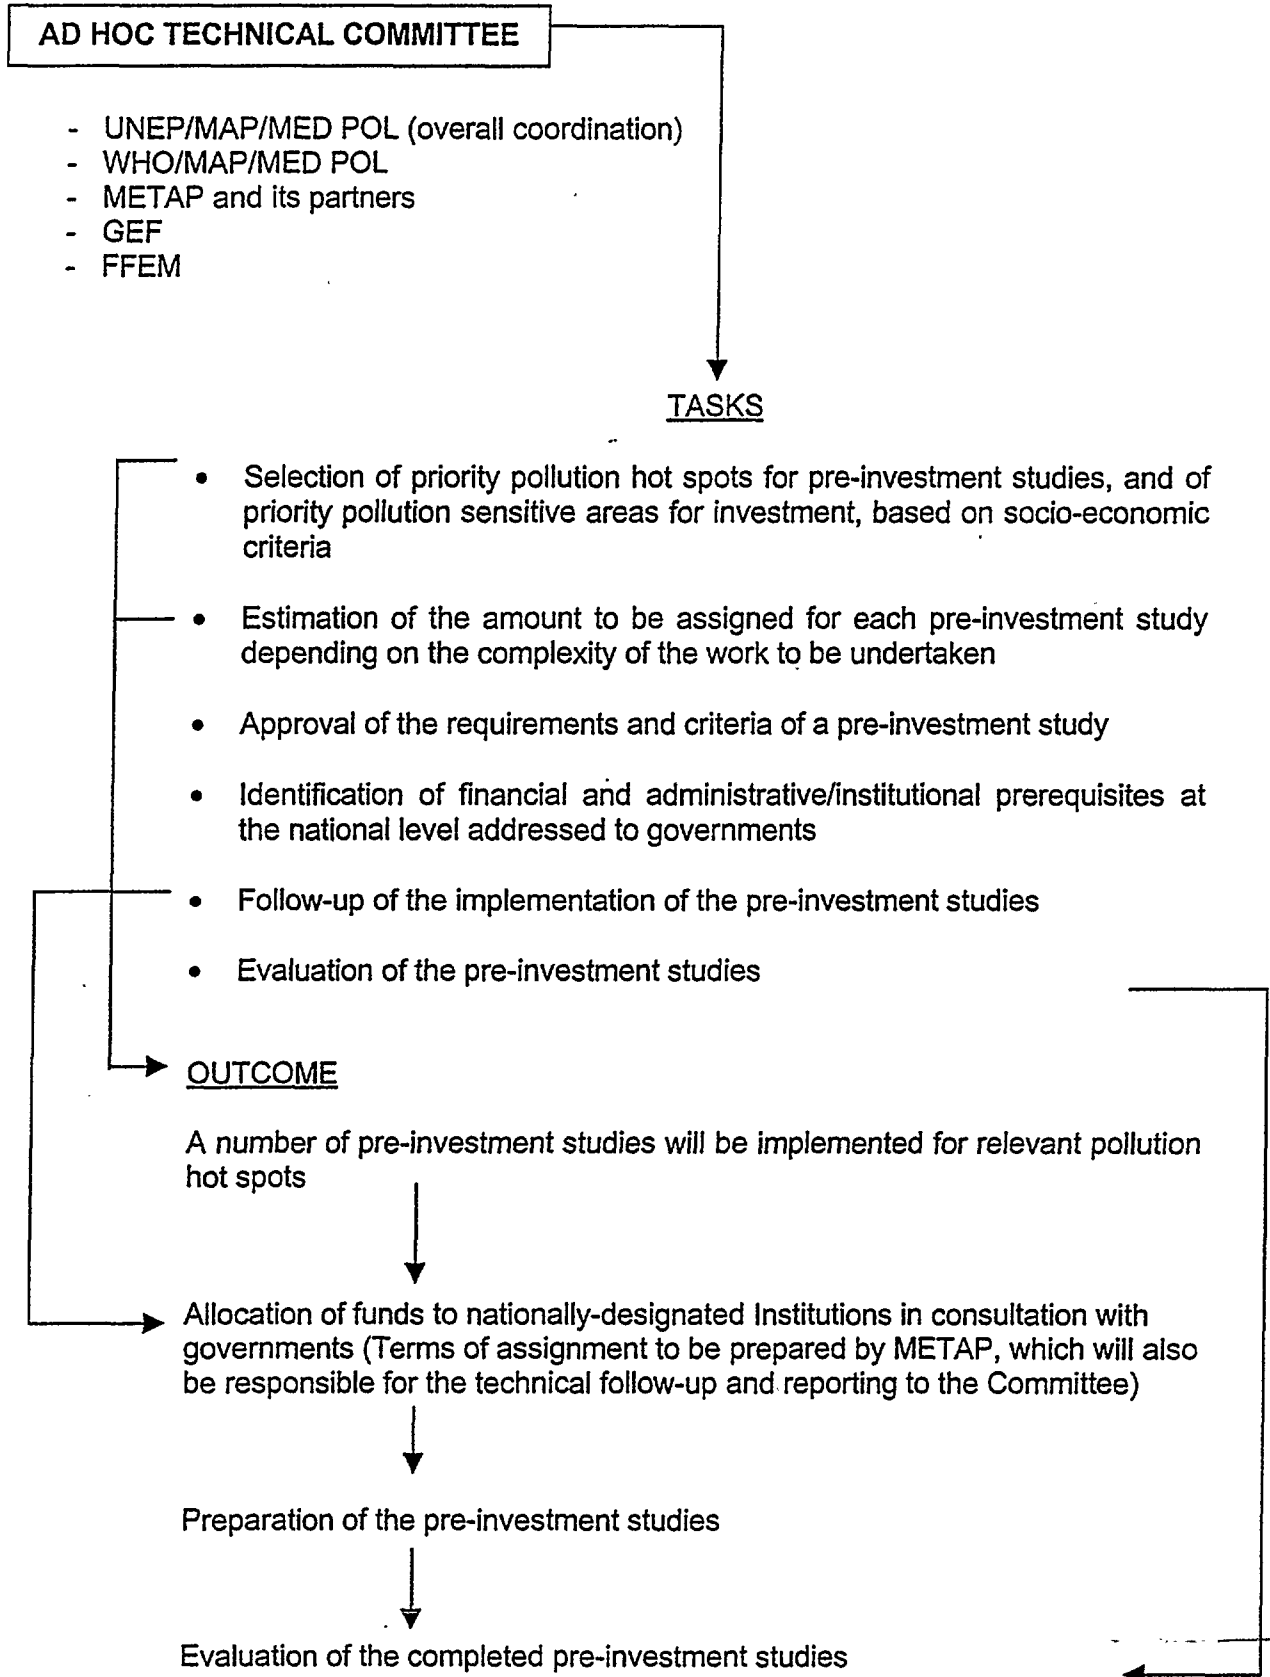 AD HOC TECHNICAL COMMITTEE
- UNEP/MAP/MED POL (overall coordination)
- WHO/MAP/MED POL
- METAP and its partners
- GEF
- FFEM
TASKS
• Selection of priority pollution hot spots for pre-investment studies, and of
priority pollution sensitive areas for investment, based on socio-economic
criteria
• Estimation of the amount to be assigned for each pre-investment study
depending on the complexity of the work to be undertaken
• Approval of the requirements and criteria of a pre-investment study
• Identification of financial and administrative/institutional prerequisites at
the national level addressed to governments
• Follow-up of the implementation of the pre-investment studies
• Evaluation of the pre-investment studies
OUTCOME
A number of pre-investment studies will be implemented for relevant pollution
hot spots
Allocation of funds to nationally-designated Institutions in consultation with
governments (Terms of assignment to be prepared by METAP, which will also
be responsible for the technical follow-up and reporting to the Committee)
Preparation of the pre-investment studies
Evaluation of the completed pre-investment studies